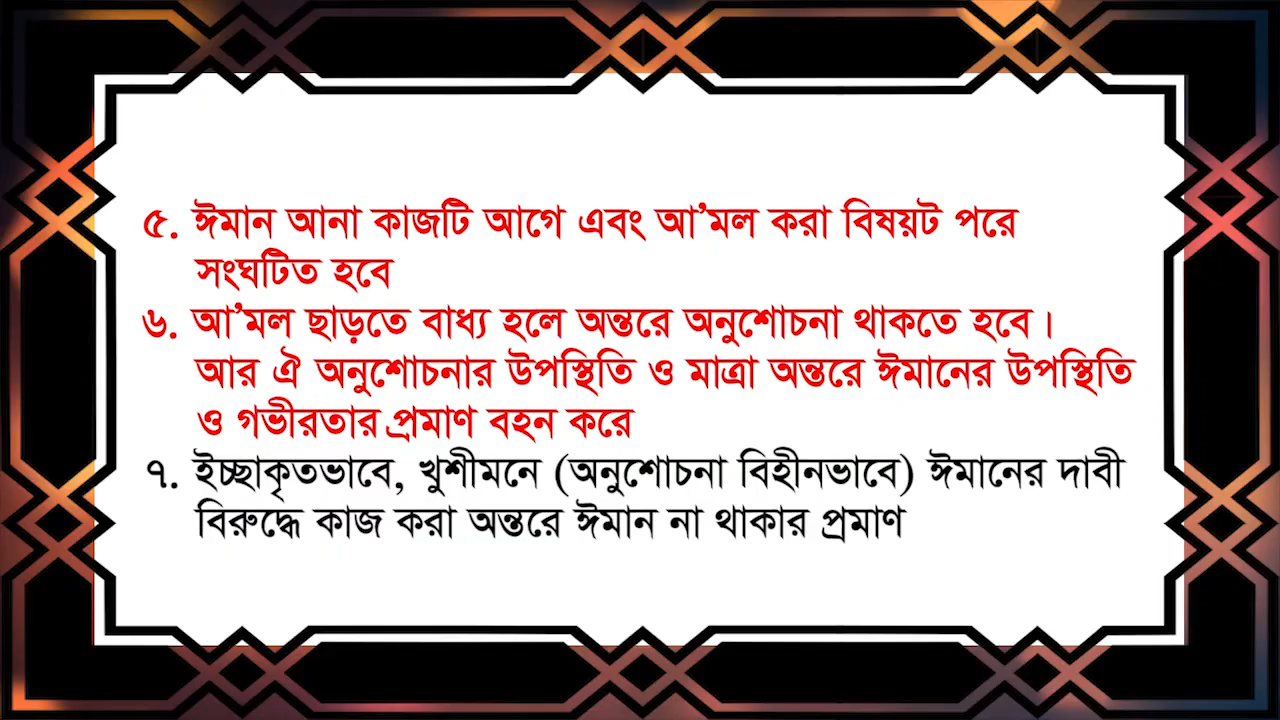 ৫. ঈমান আনা কাজটি আগে এবং আ’মল করা বিষয়ট পরে
সংঘটিত হবে
৬. আ’মল ছাড়তে বাধ্য হলে অন্তরে অনুশোচনা থাকতে হবে।
আর ঐ অনুশোচনার উপস্থিতি ও মাত্রা অন্তরে ঈমানের উপস্থিতি
ও গভীরতার প্রমাণ বহন করে
৭. ইচ্ছাকৃতভাবে, খুশীমনে (অনুশোচনা বিহীনভাবে) ঈমানের দাবী
বিরুদ্ধে কাজ করা অন্তরে ঈমান না থাকার প্রমাণ